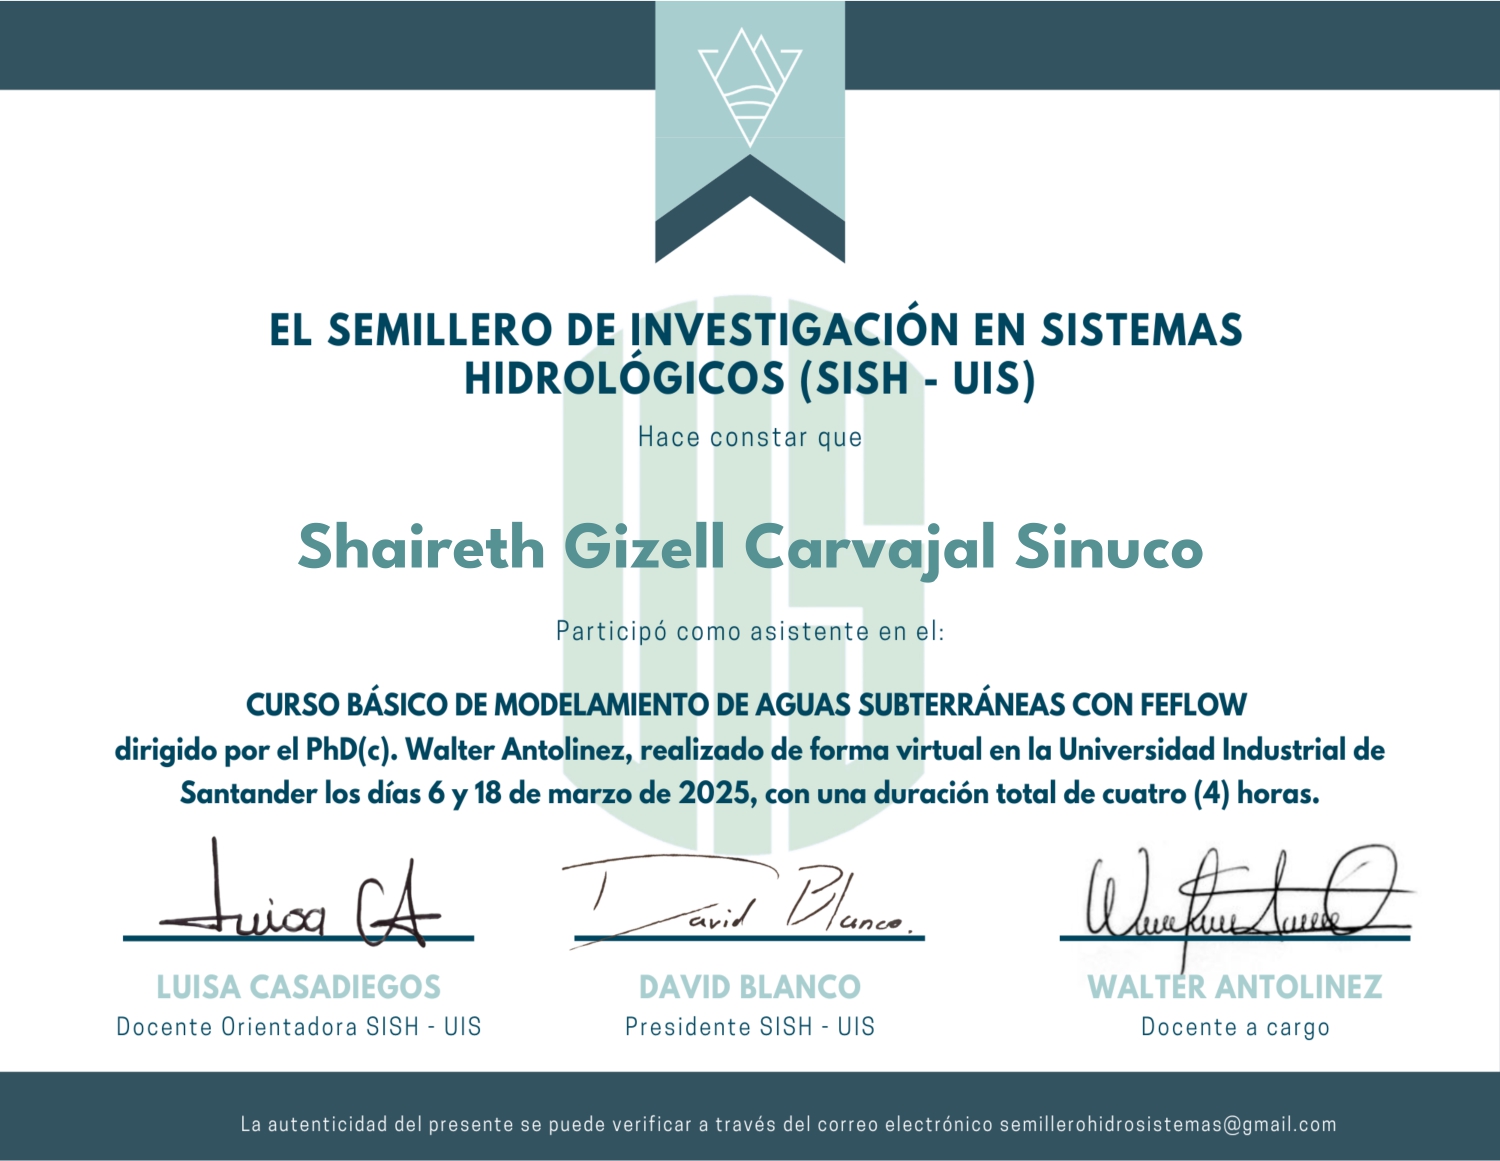 EL SEMILLERO DE INVESTIGACIÓN EN SISTEMAS
HIDROLÓGICOS (SISH - UIS)
Hace constar que
Shaireth Gizell Carvajal Sinuco
Participó como asistente en el:
CURSO BÁSICO DE MODELAMIENTO DE AGUAS SUBTERRÁNEAS CON FEFLOW
dirigido por el PhD(c). Walter Antolinez, realizado de forma virtual en la Universidad Industrial de
Santander los días 6 y 18 de marzo de 2025, con una duración total de cuatro (4) horas.
Luisa CA
David Blanco.
LUISA CASADIEGOS
Docente Orientadora SISH - UIS
DAVID BLANCO
Presidente SISH - UIS
WALTER ANTOLINEZ
Docente a cargo
La autenticidad del presente se puede verificar a través del correo electrónico semillerohidrosistemas@gmail.com